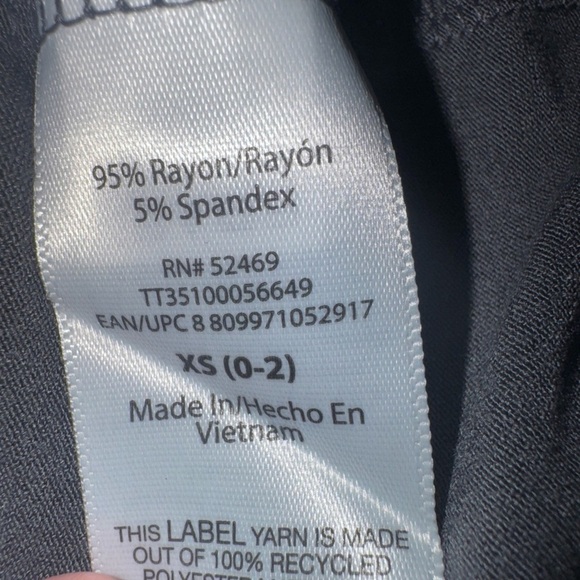 95% Rayon/Rayón
5% Spandex
RN# 52469
TT35100056649
EAN/UPC 8 809971052917
XS (0-2)
Made In/Hecho En
Vietnam
THIS LABEL YARN IS MADE
OUT OF 100% RECYCLED
POLYESTER